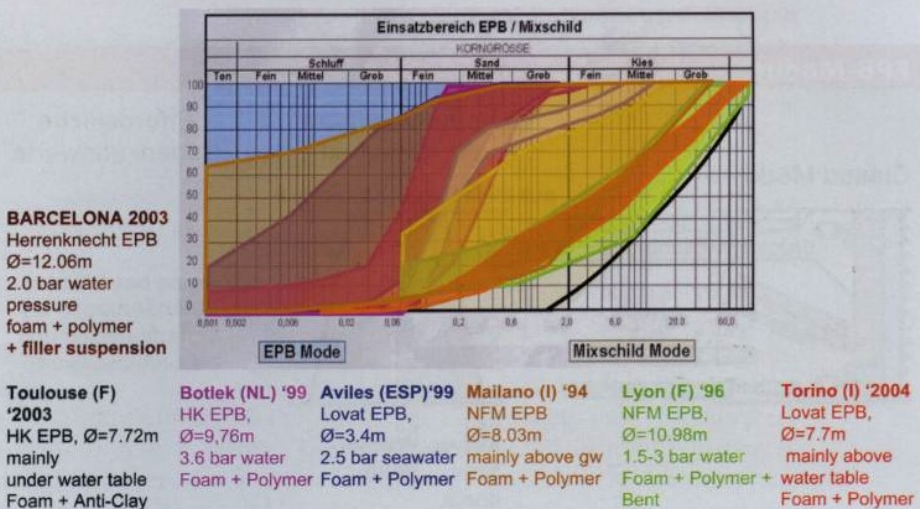 Einsatzbereich EPB / Mixschild
KORNGRÖSSE
Schluff Sand Kies
Ton Fein Mittel Grob Fein Mittel Grob Fein Mittel Grob
100
90
80
70
60
50
40
30
20
10
0
0,001 0,002 0,006 0,02 0,06 0,2 0,6 2,0 6,0 20,0 60,0
EPB Mode
Mixschild Mode
BARCELONA 2003
Herrenknecht EPB
Ø=12.06m
2.0 bar water
pressure
foam + polymer
+ filler suspension
Toulouse (F)
‘2003
HK EPB, Ø=7.72m
mainly
under water table
Foam + Anti-Clay
Botlek (NL) ‘99
HK EPB,
Ø=9,76m
3.6 bar water
Foam + Polymer
Aviles (ESP)‘99
Lovat EPB,
Ø=3.4m
2.5 bar seawater
Foam + Polymer
Mailano (I) ‘94
NFM EPB
Ø=8.03m
mainly above gw
Foam + Polymer
Lyon (F) ‘96
NFM EPB,
Ø=10.98m
1.5-3 bar water
Foam + Polymer +
Bent
Torino (I) ‘2004
Lovat EPB,
Ø=7.7m
mainly above
water table
Foam + Polymer